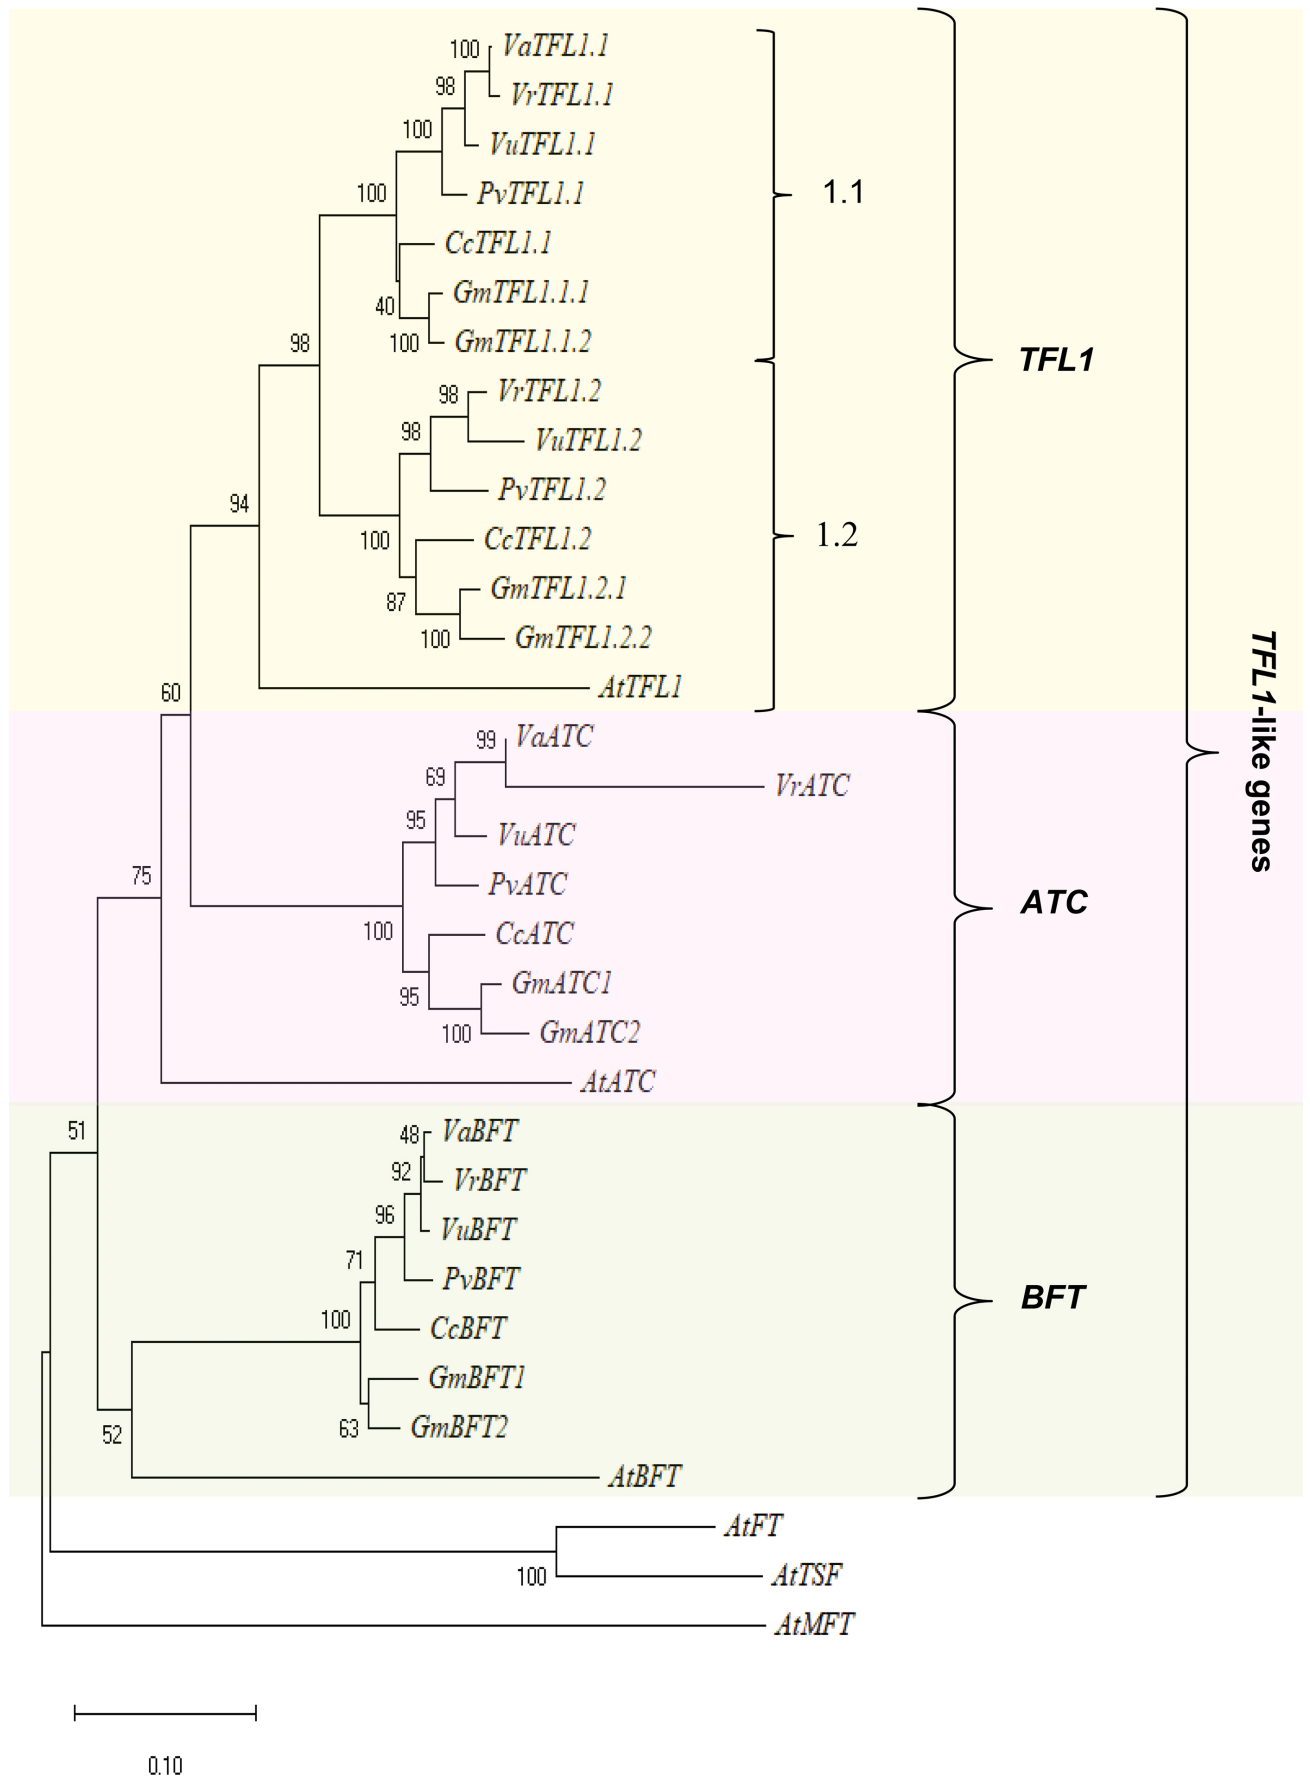 100 VaTFL1.1
98 VrTFL1.1
100 VuTFL1.1
100 PvTFL1.1 1.1
CcTFL1.1
40 GmTFL1.1.1
98 100 GmTFL1.1.2 TFL1
98 VrTFL1.2
98 VuTFL1.2
94 PvTFL1.2
100 CcTFL1.2 1.2
87 GmTFL1.2.1
100 GmTFL1.2.2
60 AtTFL1
TFL1-like genes
99 VaATC
69 VrATC
95 VuATC
75 PvATC ATC
100 CcATC
95 GmATC1
100 GmATC2
AtATC
51 48 VaBFT
92 VrBFT
96 VuBFT
71 PvBFT BFT
100 CcBFT
GmBFT1
52 63 GmBFT2
AtBFT
AtFT
100 AtTSF
AtMFT
0.10